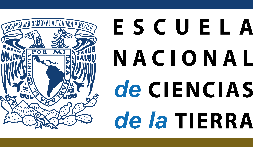 ESCUELA
NACIONAL
de CIENCIAS
de la TIERRA